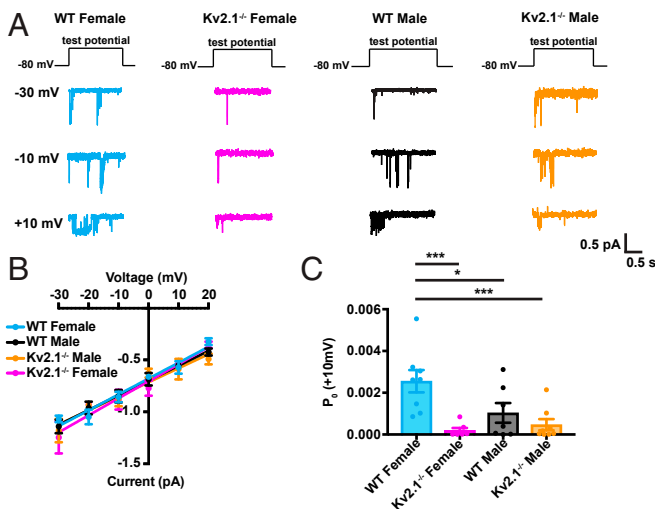 A
WT Female
Kv2.1⁻/⁻ Female
WT Male
Kv2.1⁻/⁻ Male
test potential
test potential
test potential
test potential
-80 mV
-80 mV
-80 mV
-80 mV
-30 mV
-10 mV
+10 mV
0.5 pA
0.5 s
B
Voltage (mV)
-30 -20 -10 0 10 20
WT Female
WT Male
Kv2.1⁻/⁻ Male
Kv2.1⁻/⁻ Female
-0.5
-1.0
-1.5
Current (pA)
C
***
*
***
P₀ (+10mV)
0.006
0.004
0.002
0.000
WT Female
Kv2.1⁻/⁻ Female
WT Male
Kv2.1⁻/⁻ Male